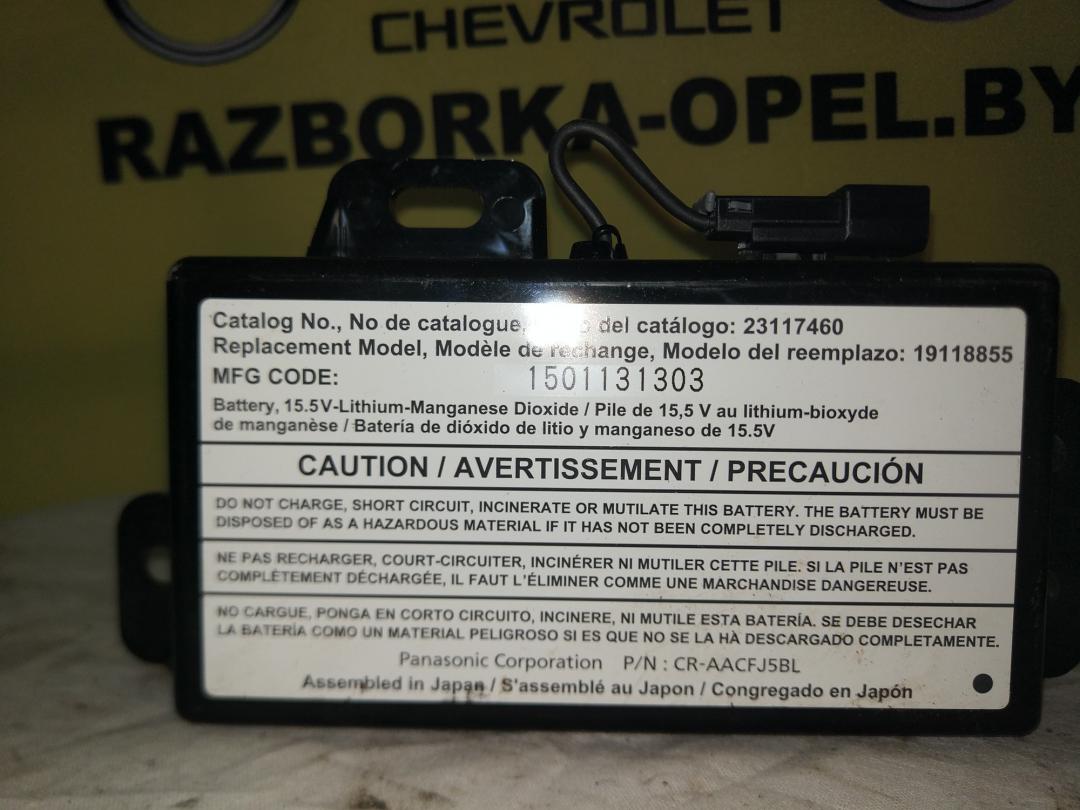 CHEVROLET
RAZBORKA-OPEL.BY
Catalog No., No de catalogue, del catálogo: 23117460
Replacement Model, Modèle de rechange, Modelo del reemplazo: 19118855
MFG CODE: 1501131303
Battery, 15.5V-Lithium-Manganese Dioxide / Pile de 15,5 V au lithium-bioxyde
de manganèse / Batería de dióxido de litio y manganeso de 15.5V
CAUTION / AVERTISSEMENT / PRECAUCIÓN
DO NOT CHARGE, SHORT CIRCUIT, INCINERATE OR MUTILATE THIS BATTERY. THE BATTERY MUST BE
DISPOSED OF AS A HAZARDOUS MATERIAL IF IT HAS NOT BEEN COMPLETELY DISCHARGED.
NE PAS RECHARGER, COURT-CIRCUITER, INCINÉRER NI MUTILER CETTE PILE. SI LA PILE N'EST PAS
COMPLÈTEMENT DÉCHARGÉE, IL FAUT L'ÉLIMINER COMME UNE MARCHANDISE DANGEREUSE.
NO CARGUE, PONGA EN CORTO CIRCUITO, INCINERE, NI MUTILE ESTA BATERÍA. SE DEBE DESECHAR
LA BATERÍA COMO UN MATERIAL PELIGROSO SI ES QUE NO SE LA HÀ DESCARGADO COMPLETAMENTE.
Panasonic Corporation P/N : CR-AACFJ5BL
Assembled in Japan / S'assemblé au Japon / Congregado en Japón